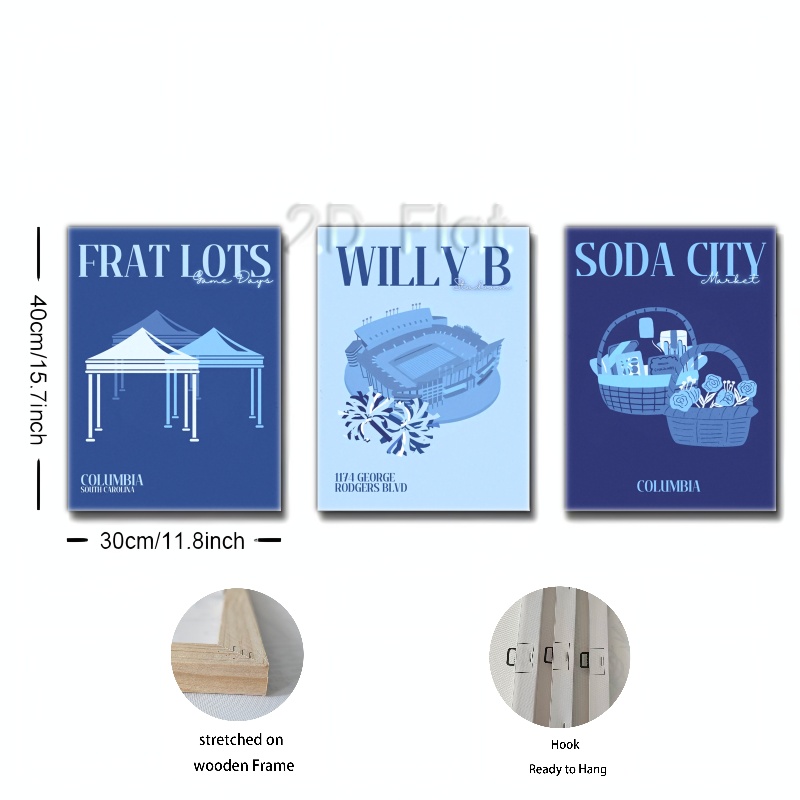 2D Flat
FRAT LOTS
Game Days
WILLY B
SODA CITY
Market
40cm/15.7inch
COLUMBIA
SOUTH CAROLINA
1174 GEORGE
RODGERS BLVD
COLUMBIA
30cm/11.8inch
stretched on
wooden Frame
Hook
Ready to Hang